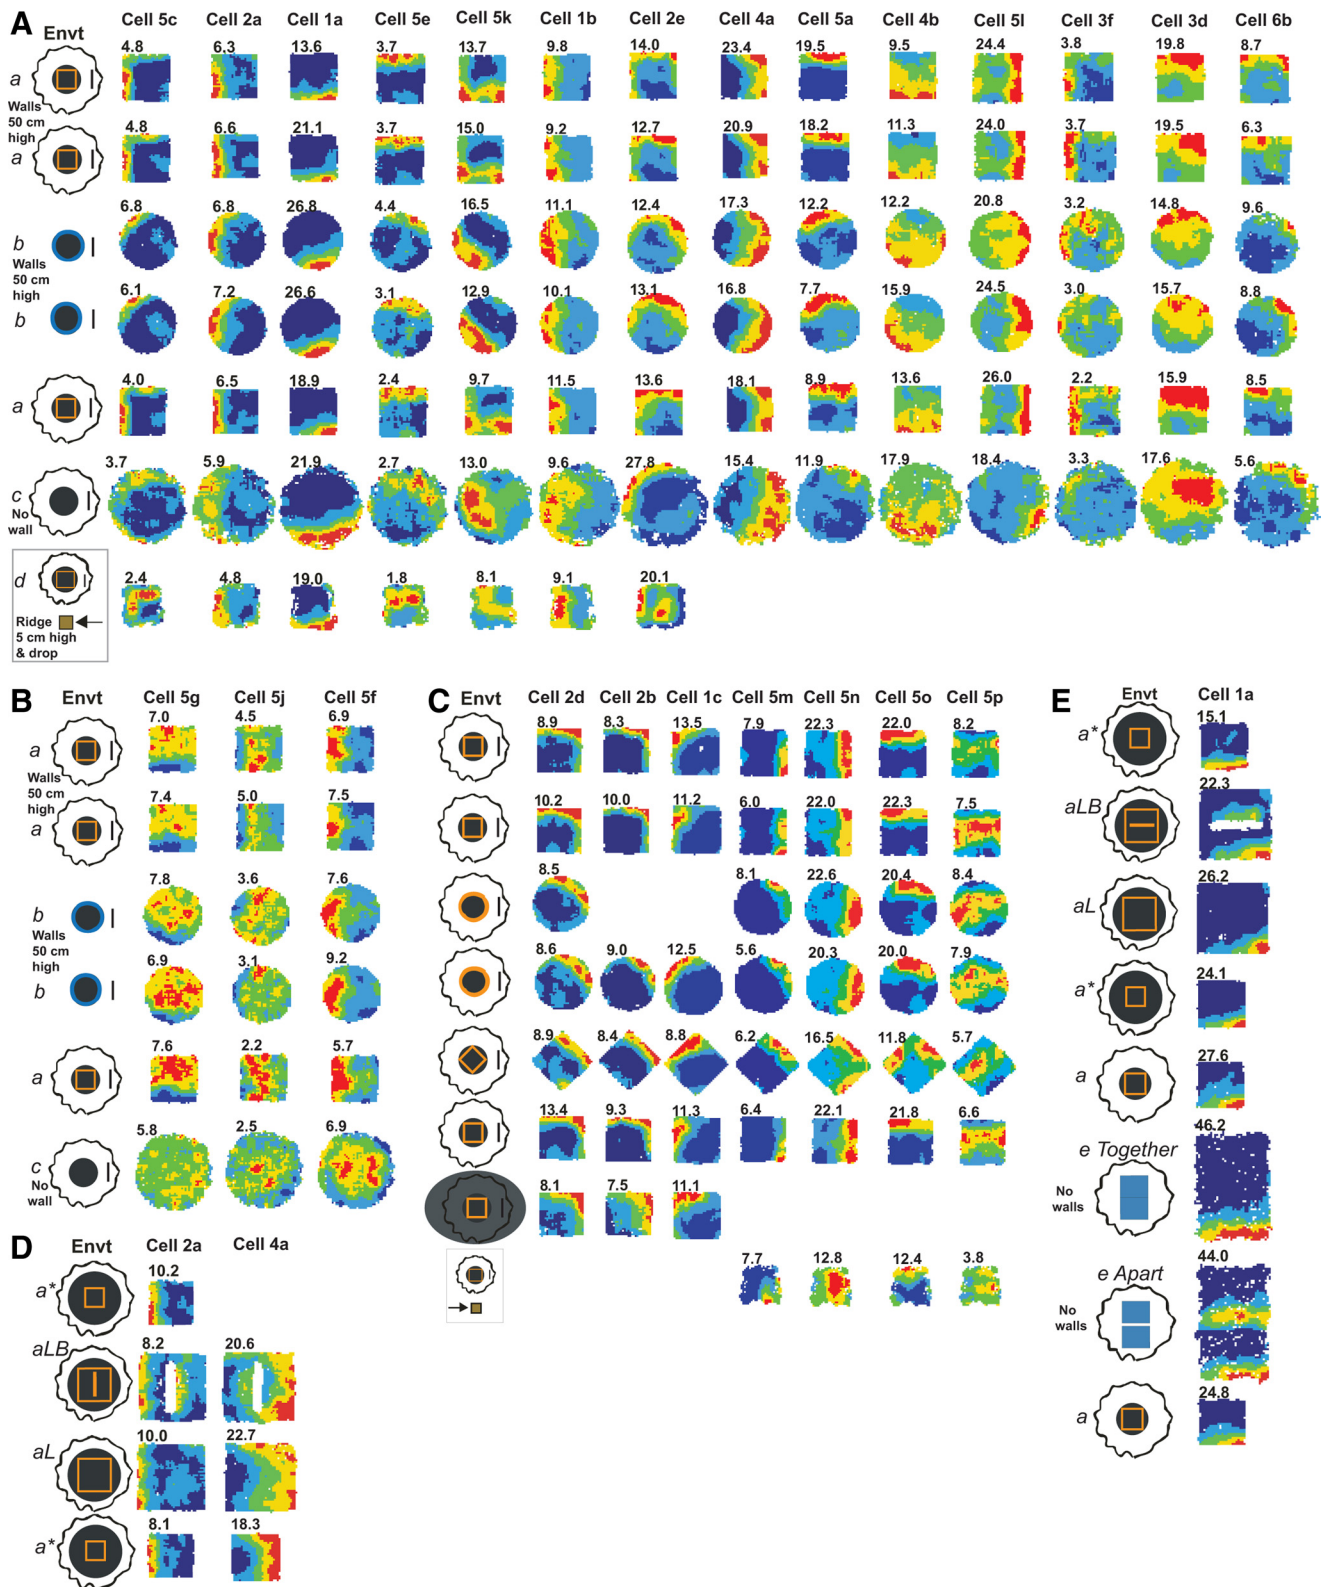 A
Envt Cell 5c Cell 2a Cell 1a Cell 5e Cell 5k Cell 1b Cell 2e Cell 4a Cell 5a Cell 4b Cell 5l Cell 3f Cell 3d Cell 6b
4.8 6.3 13.6 3.7 13.7 9.8 14.0 23.4 19.5 9.5 24.4 3.8 19.8 8.7
a
Walls
50 cm
high
4.8 6.6 21.1 3.7 15.0 9.2 12.7 20.9 18.2 11.3 24.0 3.7 19.5 6.3
a
6.8 6.8 26.8 4.4 16.5 11.1 12.4 17.3 12.2 12.2 20.8 3.2 14.8 9.6
b
Walls
50 cm
high
6.1 7.2 26.6 3.1 12.9 10.1 13.1 16.8 7.7 15.9 24.5 3.0 15.7 8.8
b
4.0 6.5 18.9 2.4 9.7 11.5 13.6 18.1 8.9 13.6 26.0 2.2 15.9 8.5
a
3.7 5.9 21.9 2.7 13.0 9.6 27.8 15.4 11.9 17.9 18.4 3.3 17.6 5.6
c
No
wall
d
2.4 4.8 19.0 1.8 8.1 9.1 20.1
Ridge
5 cm high
& drop
B
Envt Cell 5g Cell 5j Cell 5f
7.0 4.5 6.9
a
Walls
50 cm
high
7.4 5.0 7.5
a
7.8 3.6 7.6
b
Walls
50 cm
high
6.9 3.1 9.2
b
7.6 2.2 5.7
a
5.8 2.5 6.9
c
No
wall
C
Envt Cell 2d Cell 2b Cell 1c Cell 5m Cell 5n Cell 5o Cell 5p
8.9 8.3 13.5 7.9 22.3 22.0 8.2
10.2 10.0 11.2 6.0 22.0 22.3 7.5
8.5 8.1 22.6 20.4 8.4
8.6 9.0 12.5 5.6 20.3 20.0 7.9
8.9 8.4 8.8 6.2 16.5 11.8 5.7
13.4 9.3 11.3 6.4 22.1 21.8 6.6
8.1 7.5 11.1
7.7 12.8 12.4 3.8
D
Envt Cell 2a Cell 4a
10.2
a*
8.2 20.6
aLB
10.0 22.7
aL
8.1 18.3
a*
E
Envt Cell 1a
15.1
a*
22.3
aLB
26.2
aL
24.1
a*
27.6
a
46.2
e Together
No
walls
44.0
e Apart
No
walls
24.8
a